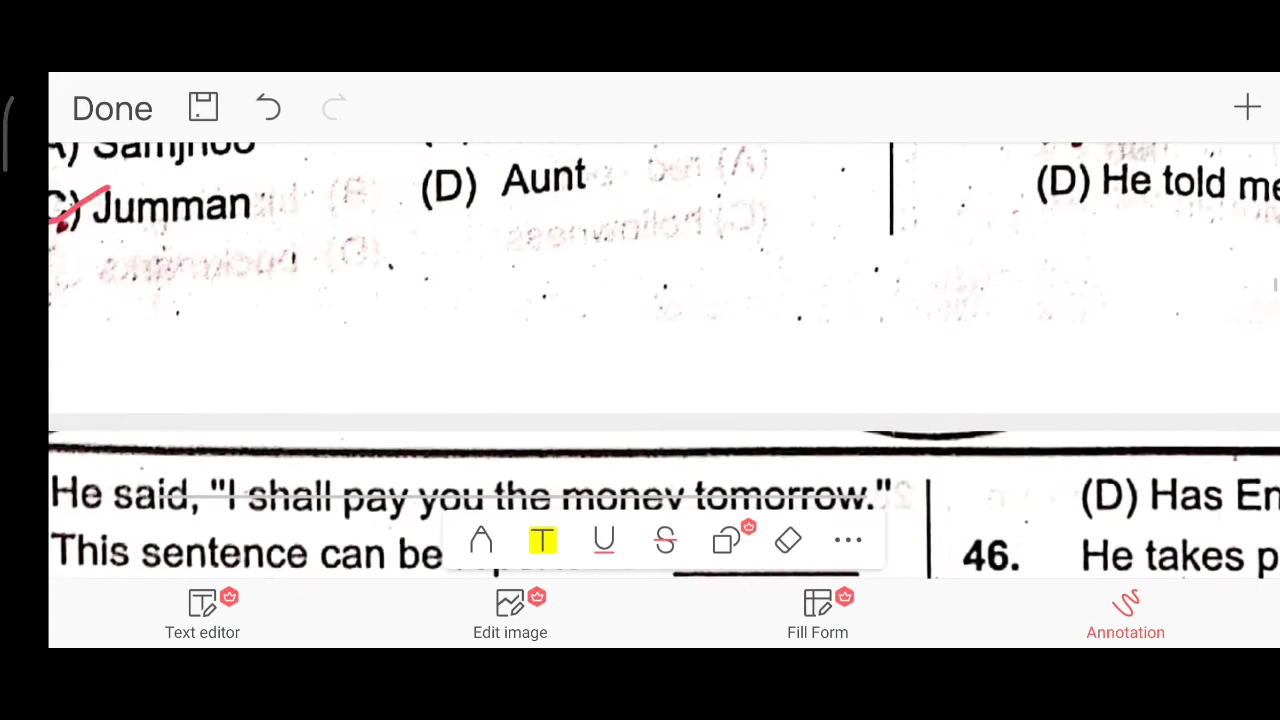 Done
A) Samjhoo
C) Jumman
(D) Aunt
(D) He told me
He said, "I shall pay you the money tomorrow."
This sentence can be
(D) Has En
46.
He takes p
Text editor
Edit image
Fill Form
Annotation